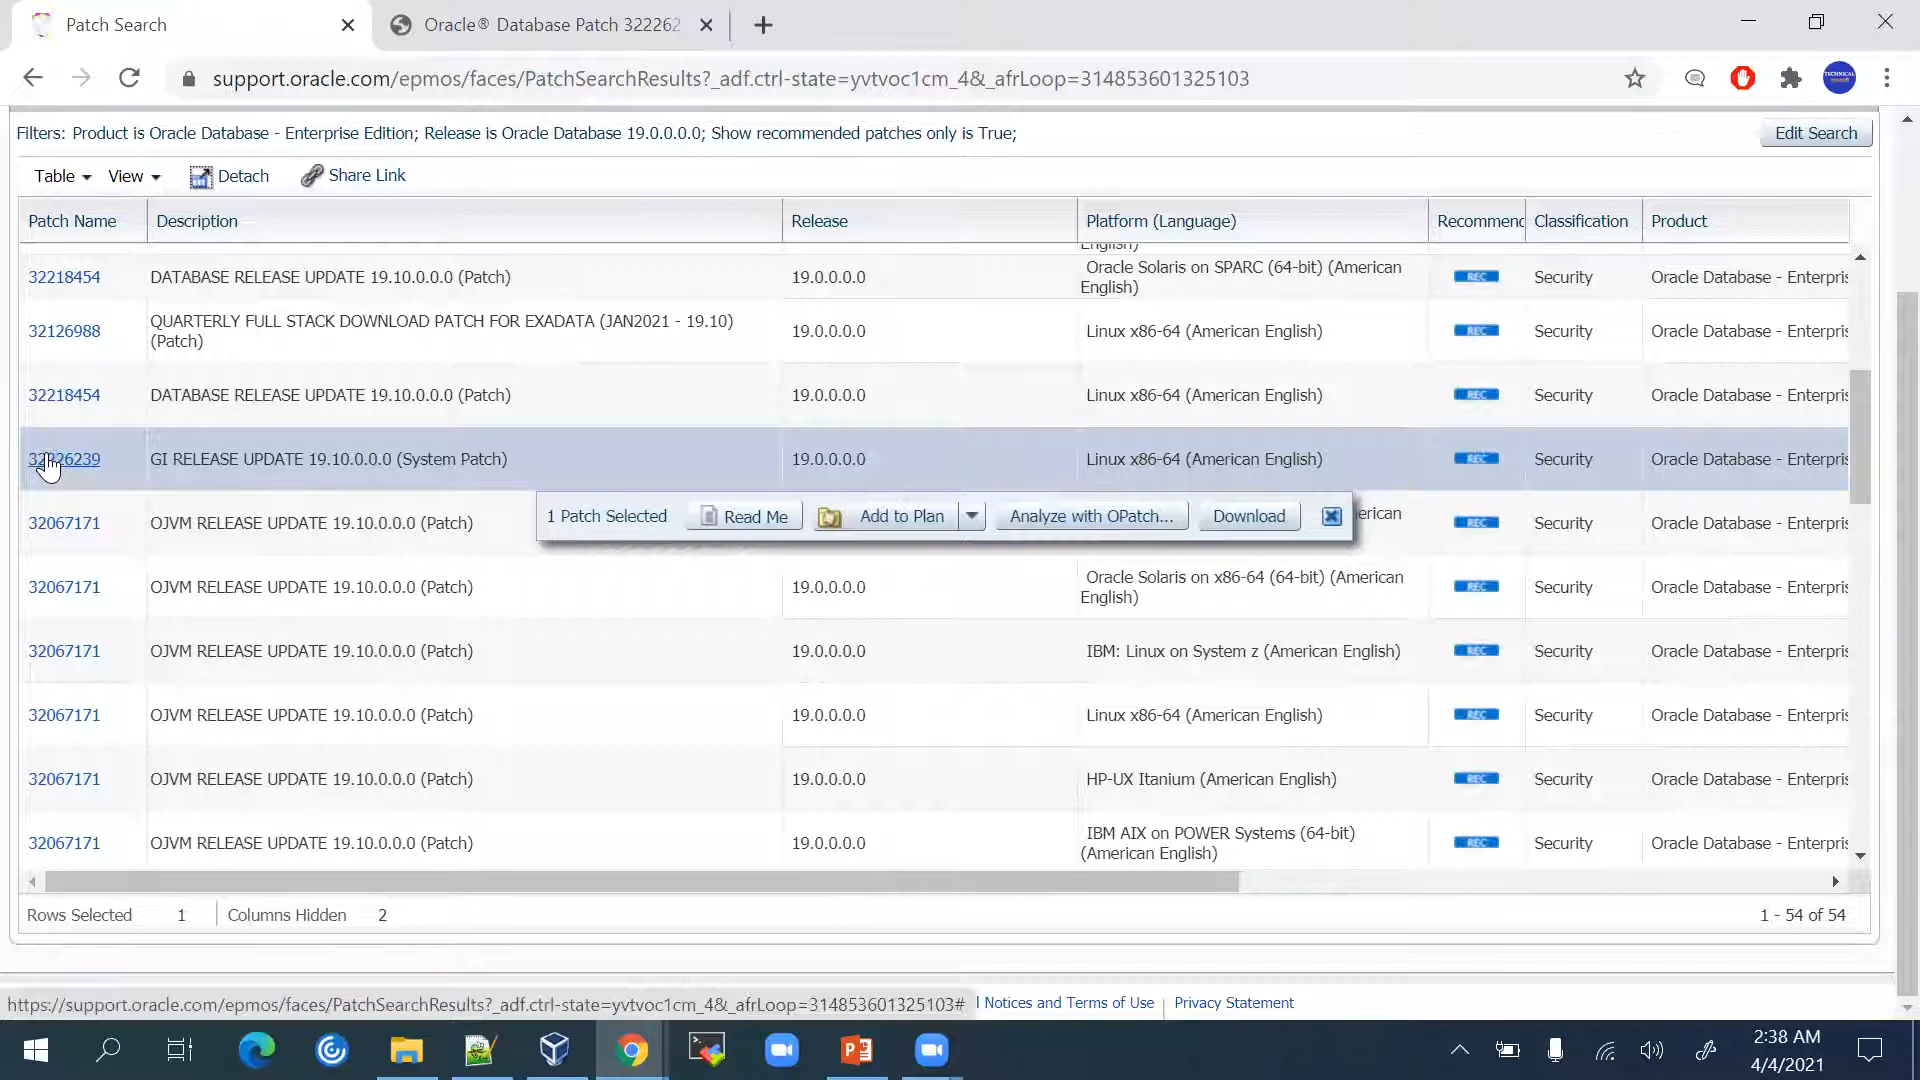 Patch Search
Oracle® Database Patch 322262
support.oracle.com/epmos/faces/PatchSearchResults?_adf.ctrl-state=yvtvoc1cm_4&_afrLoop=314853601325103
TECHNICAL
Filters: Product is Oracle Database - Enterprise Edition; Release is Oracle Database 19.0.0.0.0; Show recommended patches only is True;
Edit Search
Table View Detach Share Link
Patch Name Description Release Platform (Language) Recommenc Classification Product
English)
32218454 DATABASE RELEASE UPDATE 19.10.0.0.0 (Patch) 19.0.0.0.0 Oracle Solaris on SPARC (64-bit) (American English) REC Security Oracle Database - Enterpris
32126988 QUARTERLY FULL STACK DOWNLOAD PATCH FOR EXADATA (JAN2021 - 19.10) (Patch) 19.0.0.0.0 Linux x86-64 (American English) REC Security Oracle Database - Enterpris
32218454 DATABASE RELEASE UPDATE 19.10.0.0.0 (Patch) 19.0.0.0.0 Linux x86-64 (American English) REC Security Oracle Database - Enterpris
32226239 GI RELEASE UPDATE 19.10.0.0.0 (System Patch) 19.0.0.0.0 Linux x86-64 (American English) REC Security Oracle Database - Enterpris
1 Patch Selected Read Me Add to Plan Analyze with OPatch... Download
32067171 OJVM RELEASE UPDATE 19.10.0.0.0 (Patch) erican REC Security Oracle Database - Enterpris
32067171 OJVM RELEASE UPDATE 19.10.0.0.0 (Patch) 19.0.0.0.0 Oracle Solaris on x86-64 (64-bit) (American English) REC Security Oracle Database - Enterpris
32067171 OJVM RELEASE UPDATE 19.10.0.0.0 (Patch) 19.0.0.0.0 IBM: Linux on System z (American English) REC Security Oracle Database - Enterpris
32067171 OJVM RELEASE UPDATE 19.10.0.0.0 (Patch) 19.0.0.0.0 Linux x86-64 (American English) REC Security Oracle Database - Enterpris
32067171 OJVM RELEASE UPDATE 19.10.0.0.0 (Patch) 19.0.0.0.0 HP-UX Itanium (American English) REC Security Oracle Database - Enterpris
32067171 OJVM RELEASE UPDATE 19.10.0.0.0 (Patch) 19.0.0.0.0 IBM AIX on POWER Systems (64-bit) (American English) REC Security Oracle Database - Enterpris
Rows Selected 1 Columns Hidden 2 1 - 54 of 54
https://support.oracle.com/epmos/faces/PatchSearchResults?_adf.ctrl-state=yvtvoc1cm_4&_afrLoop=314853601325103#
Notices and Terms of Use Privacy Statement
2:38 AM
4/4/2021